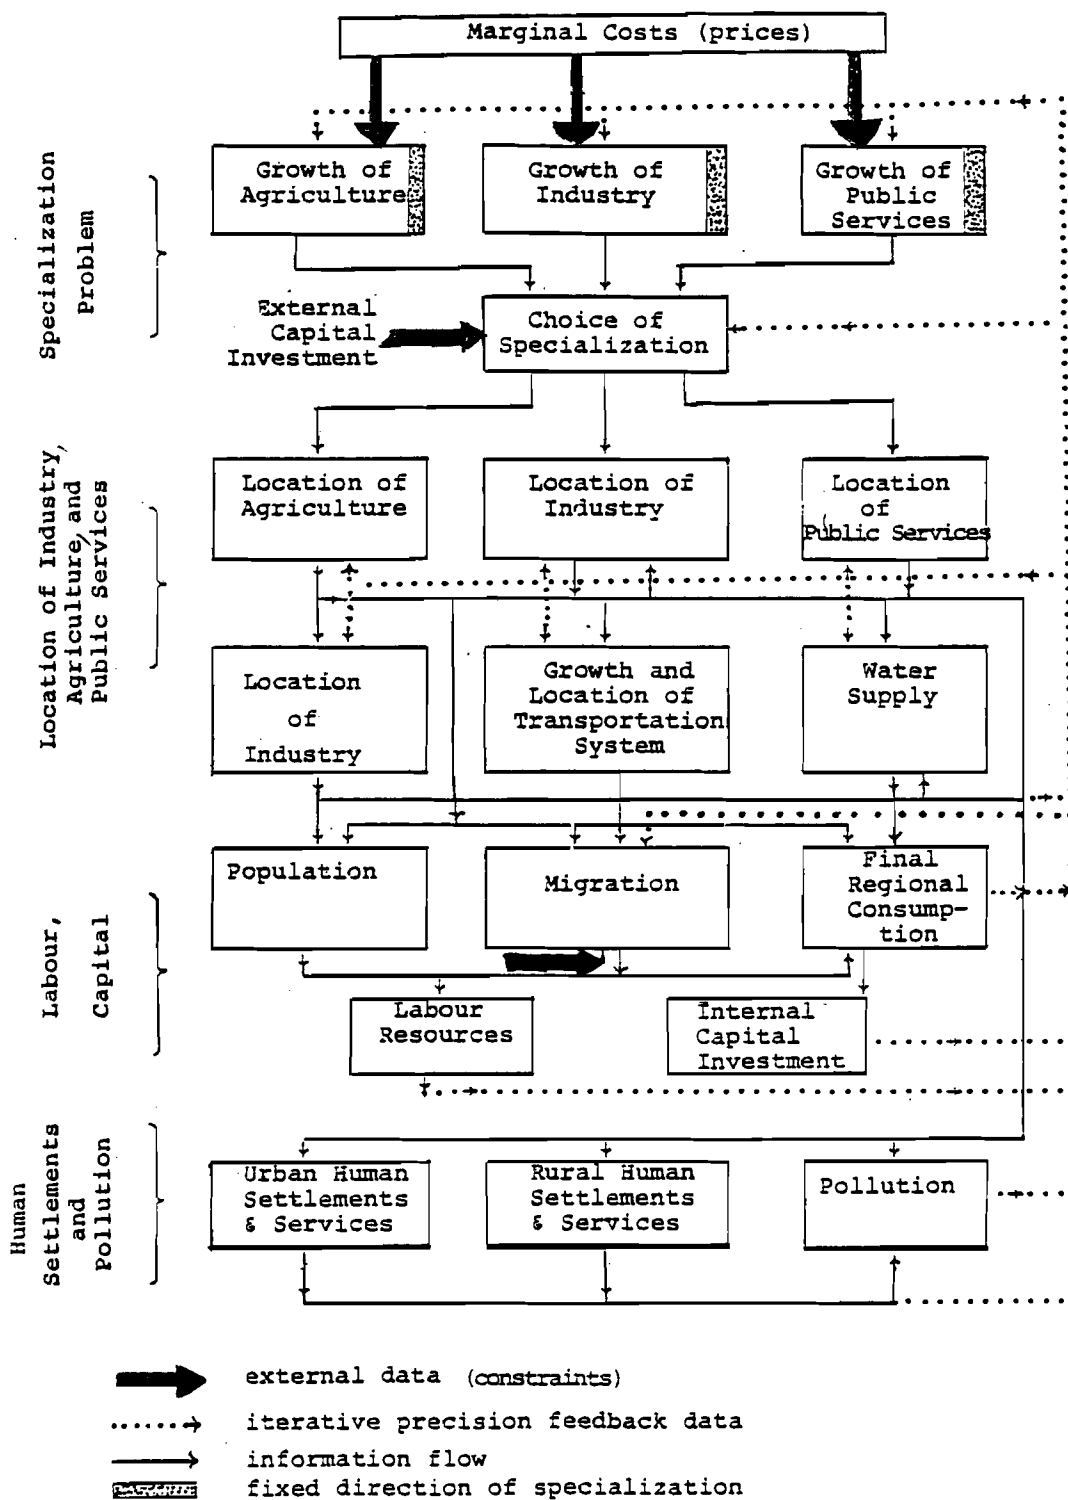 Marginal Costs (prices)
Specialization
Problem
Growth of
Agriculture
Growth of
Industry
Growth of
Public
Services
External
Capital
Investment
Choice of
Specialization
Location of Industry,
Agriculture, and
Public Services
Location of
Agriculture
Location of
Industry
Location
of
Public Services
Location
of
Industry
Growth and
Location of
Transportation
System
Water
Supply
Labour,
Capital
Population
Migration
Final
Regional
Consump-
tion
Labour
Resources
Internal
Capital
Investment
Human
Settlements
and
Pollution
Urban Human
Settlements
& Services
Rural Human
Settlements
& Services
Pollution
external data (constraints)
iterative precision feedback data
information flow
fixed direction of specialization